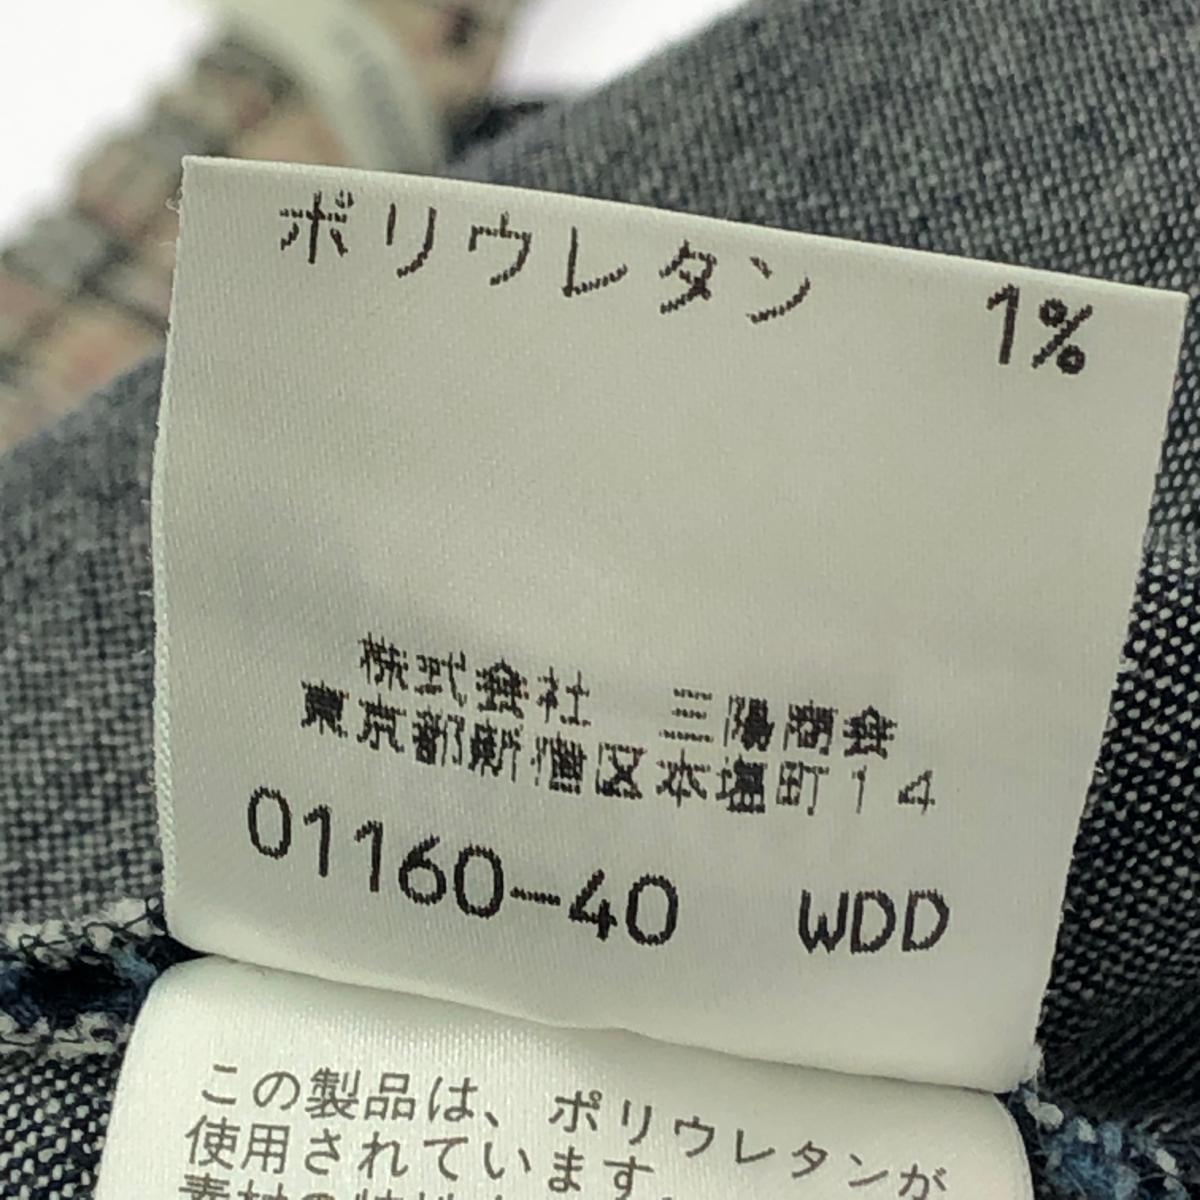 ポリウレタン 1%
株式会社 三陽商会
東京都新宿区本塩町14
01160-40 WDD
この製品は、ポリウレタンが
使用されています。